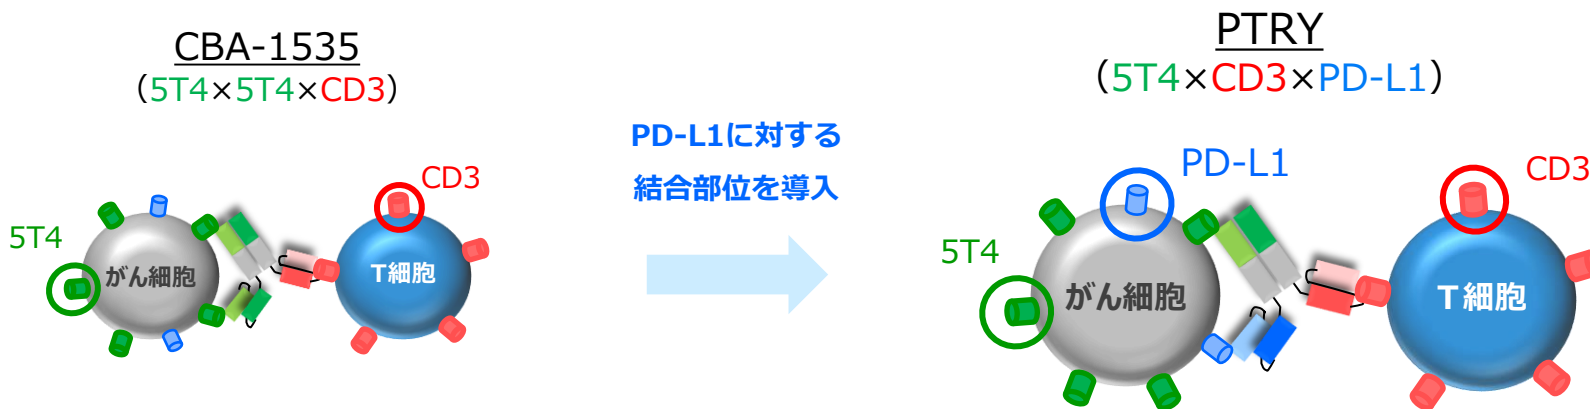 CBA-1535
（5T4×5T4×CD3）
CD3
5T4
がん細胞
T細胞
PD-L1に対する
結合部位を導入
PTRY
（5T4×CD3×PD-L1）
PD-L1
CD3
5T4
がん細胞
T細胞